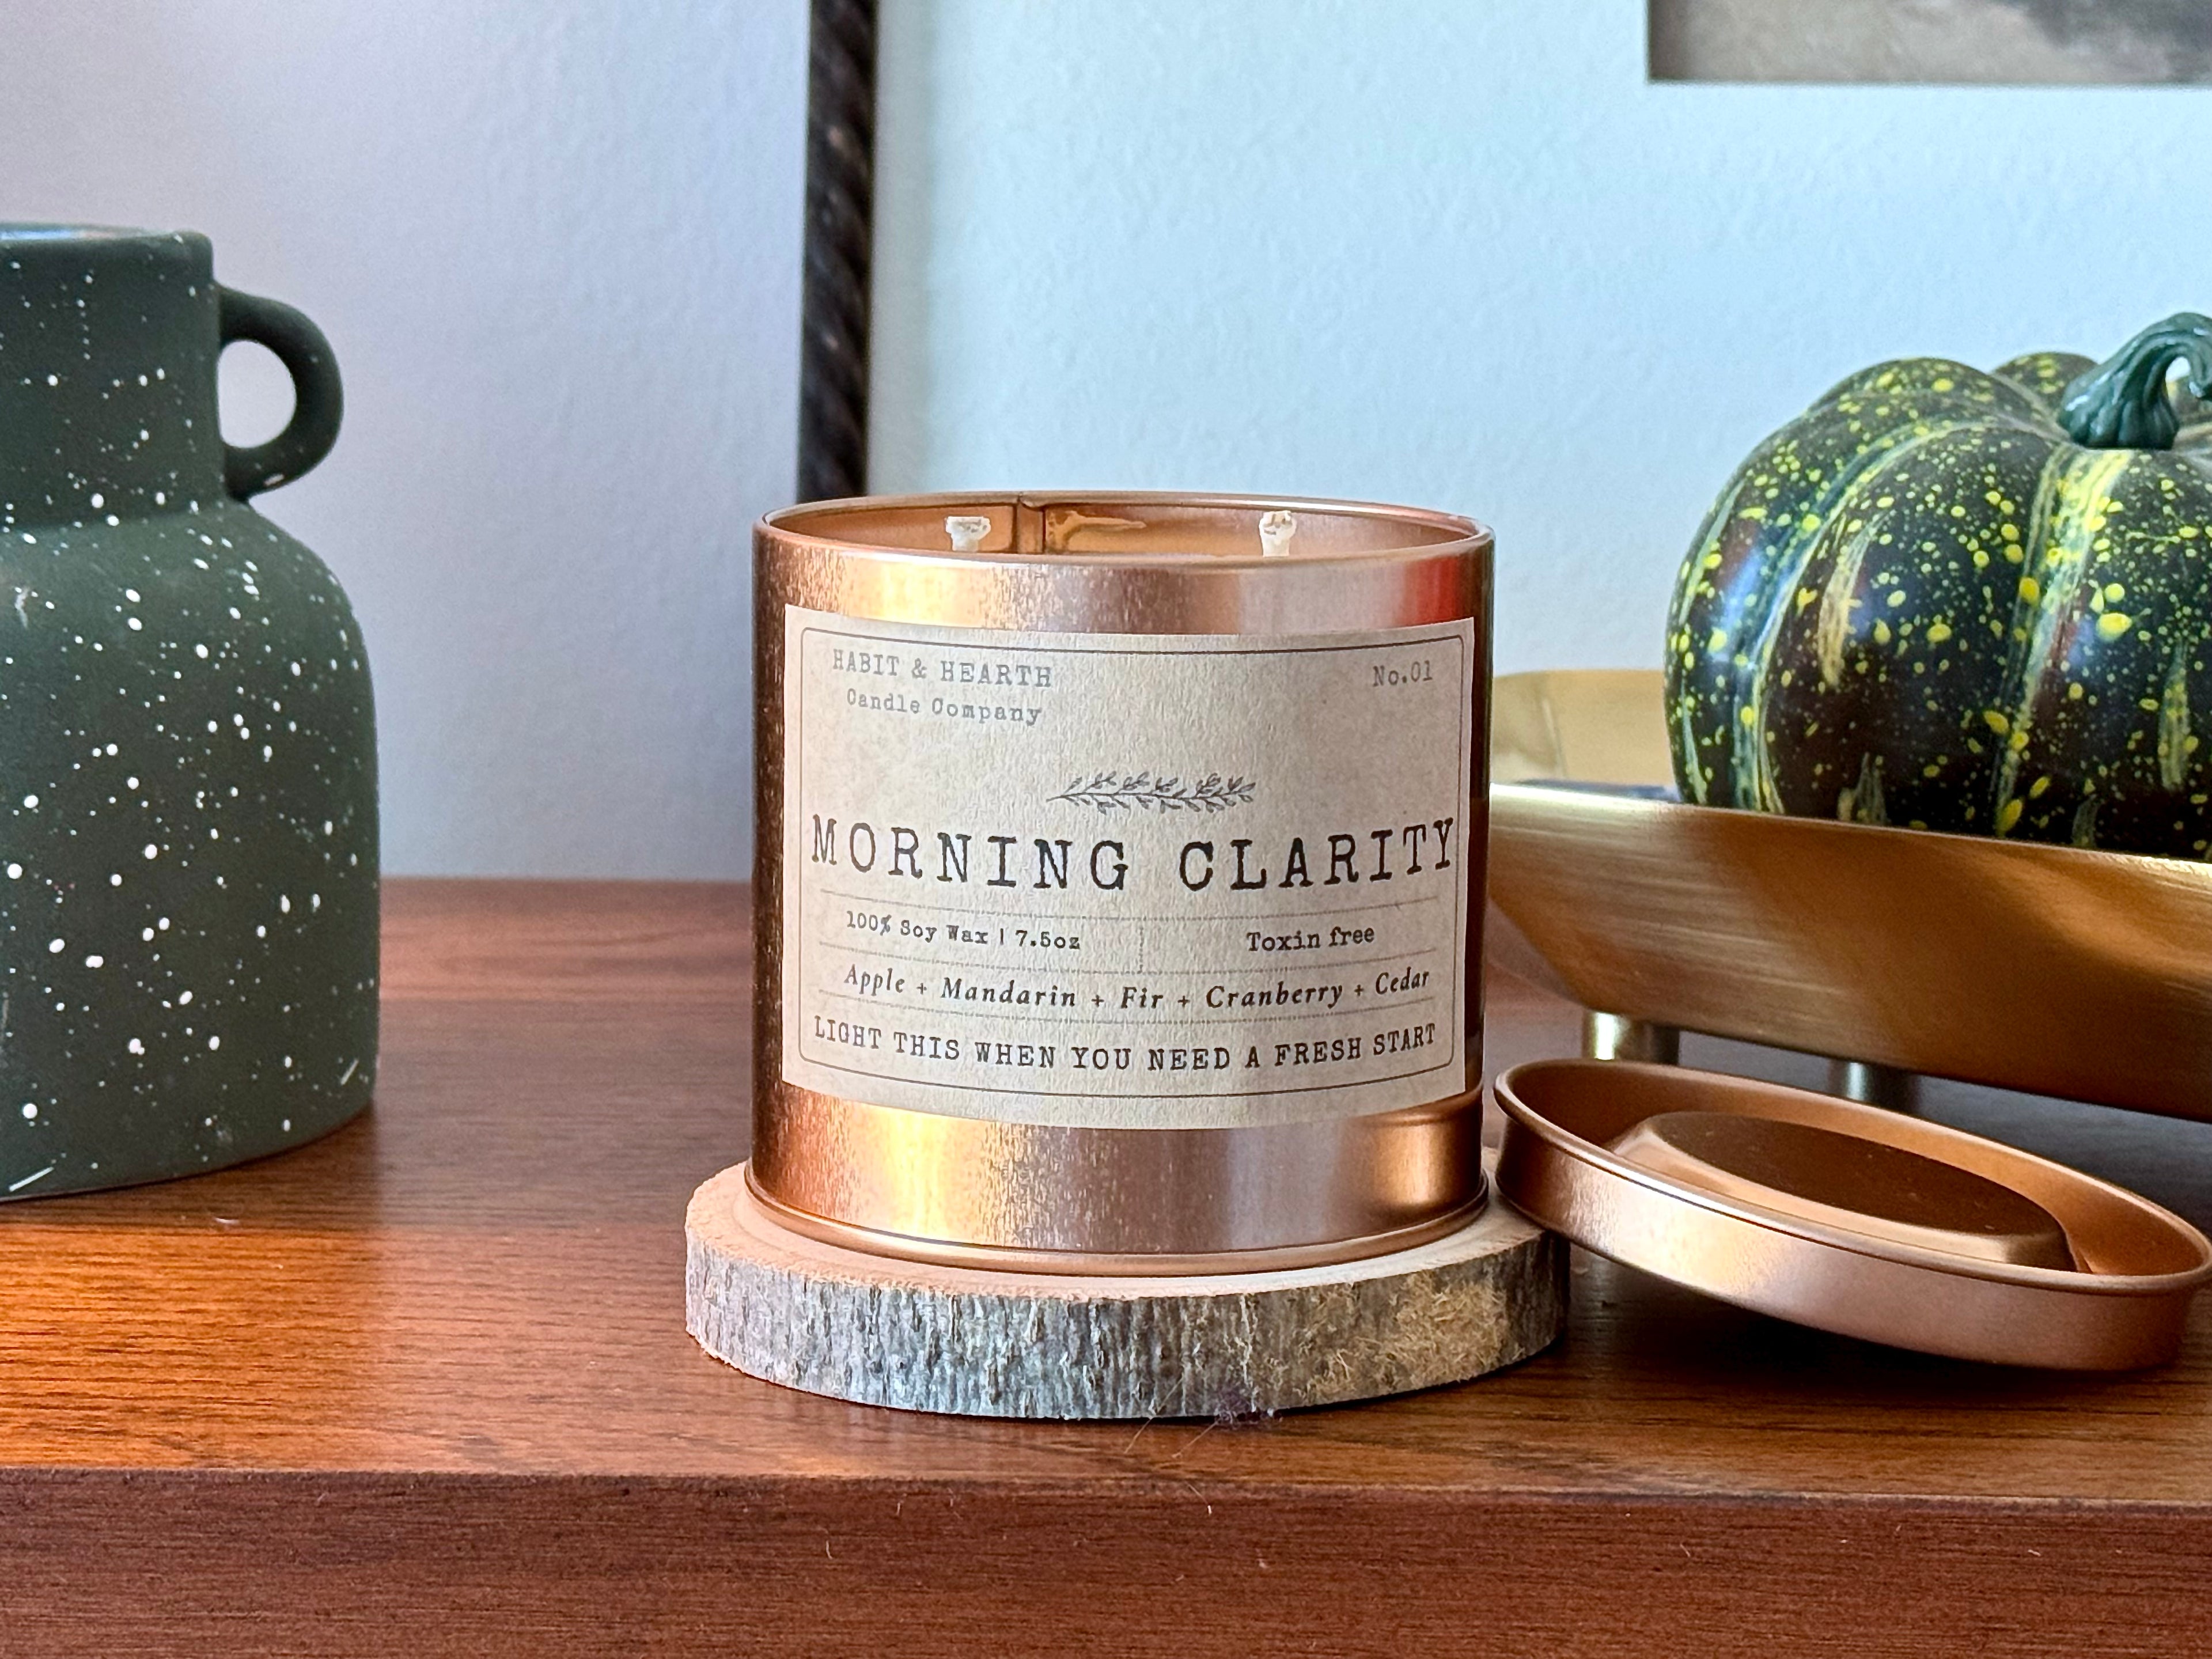 HABIT & HEARTH
Candle Company
No.01
MORNING CLARITY
100% Soy Wax | 7.5oz
Toxin free
Apple + Mandarin + Fir + Cranberry + Cedar
LIGHT THIS WHEN YOU NEED A FRESH START